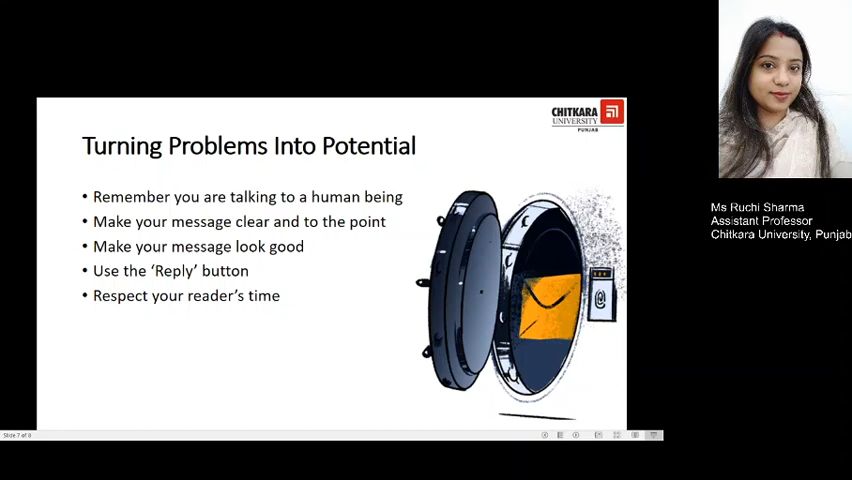 CHITKARA
UNIVERSITY
PUNJAB
Turning Problems Into Potential
• Remember you are talking to a human being
• Make your message clear and to the point
• Make your message look good
• Use the ‘Reply’ button
• Respect your reader’s time
Ms Ruchi Sharma
Assistant Professor
Chitkara University, Punjab
Slide 7 of 8